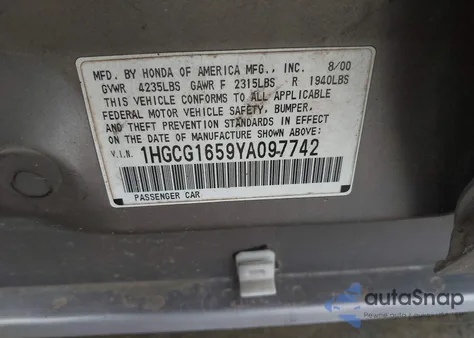 MFD. BY HONDA OF AMERICA MFG., INC. 8/00
GVWR 4235LBS GAWR F 2315LBS R 1940LBS
THIS VEHICLE CONFORMS TO ALL APPLICABLE
FEDERAL MOTOR VEHICLE SAFETY, BUMPER,
AND THEFT PREVENTION STANDARDS IN EFFECT
ON THE DATE OF MANUFACTURE SHOWN ABOVE:
V.I.N. 1HGCG1659YA097742
PASSENGER CAR
autoSnap
Pewne auto z